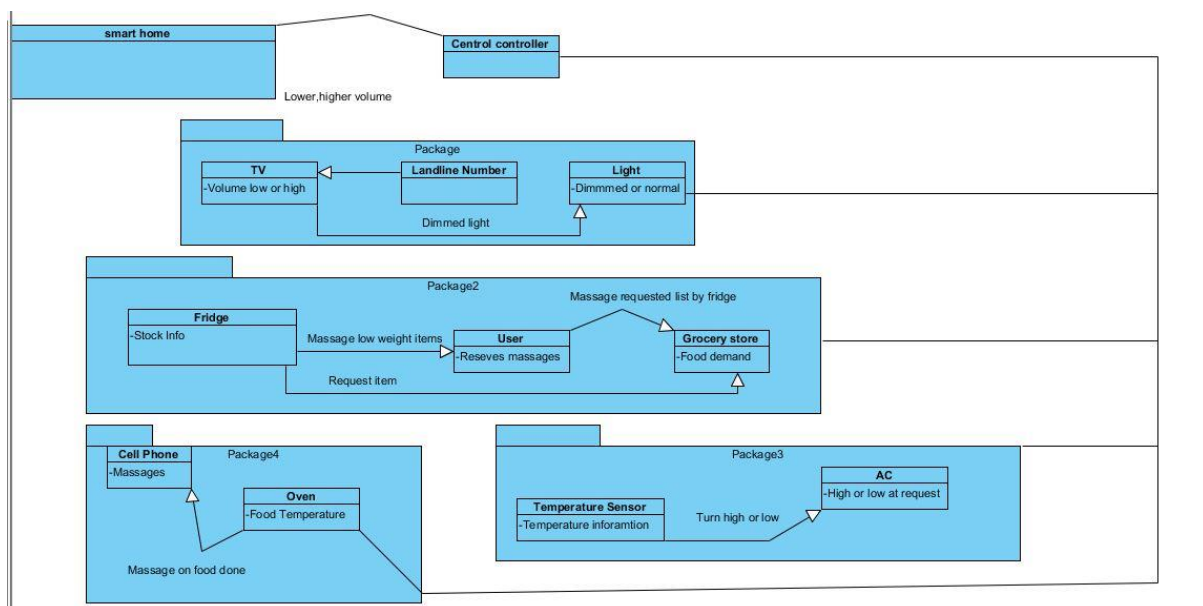 smart home
Centrol controller
Lower,higher volume
Package
TV
-Volume low or high
Landline Number
Light
-Dimmmed or normal
Dimmed light
Package2
Massage requested list by fridge
Fridge
-Stock Info
Massage low weight items
User
-Reseves massages
Grocery store
-Food demand
Request item
Cell Phone
-Massages
Package4
Oven
-Food Temperature
Massage on food done
Package3
AC
-High or low at request
Temperature Sensor
-Temperature inforamtion
Turn high or low